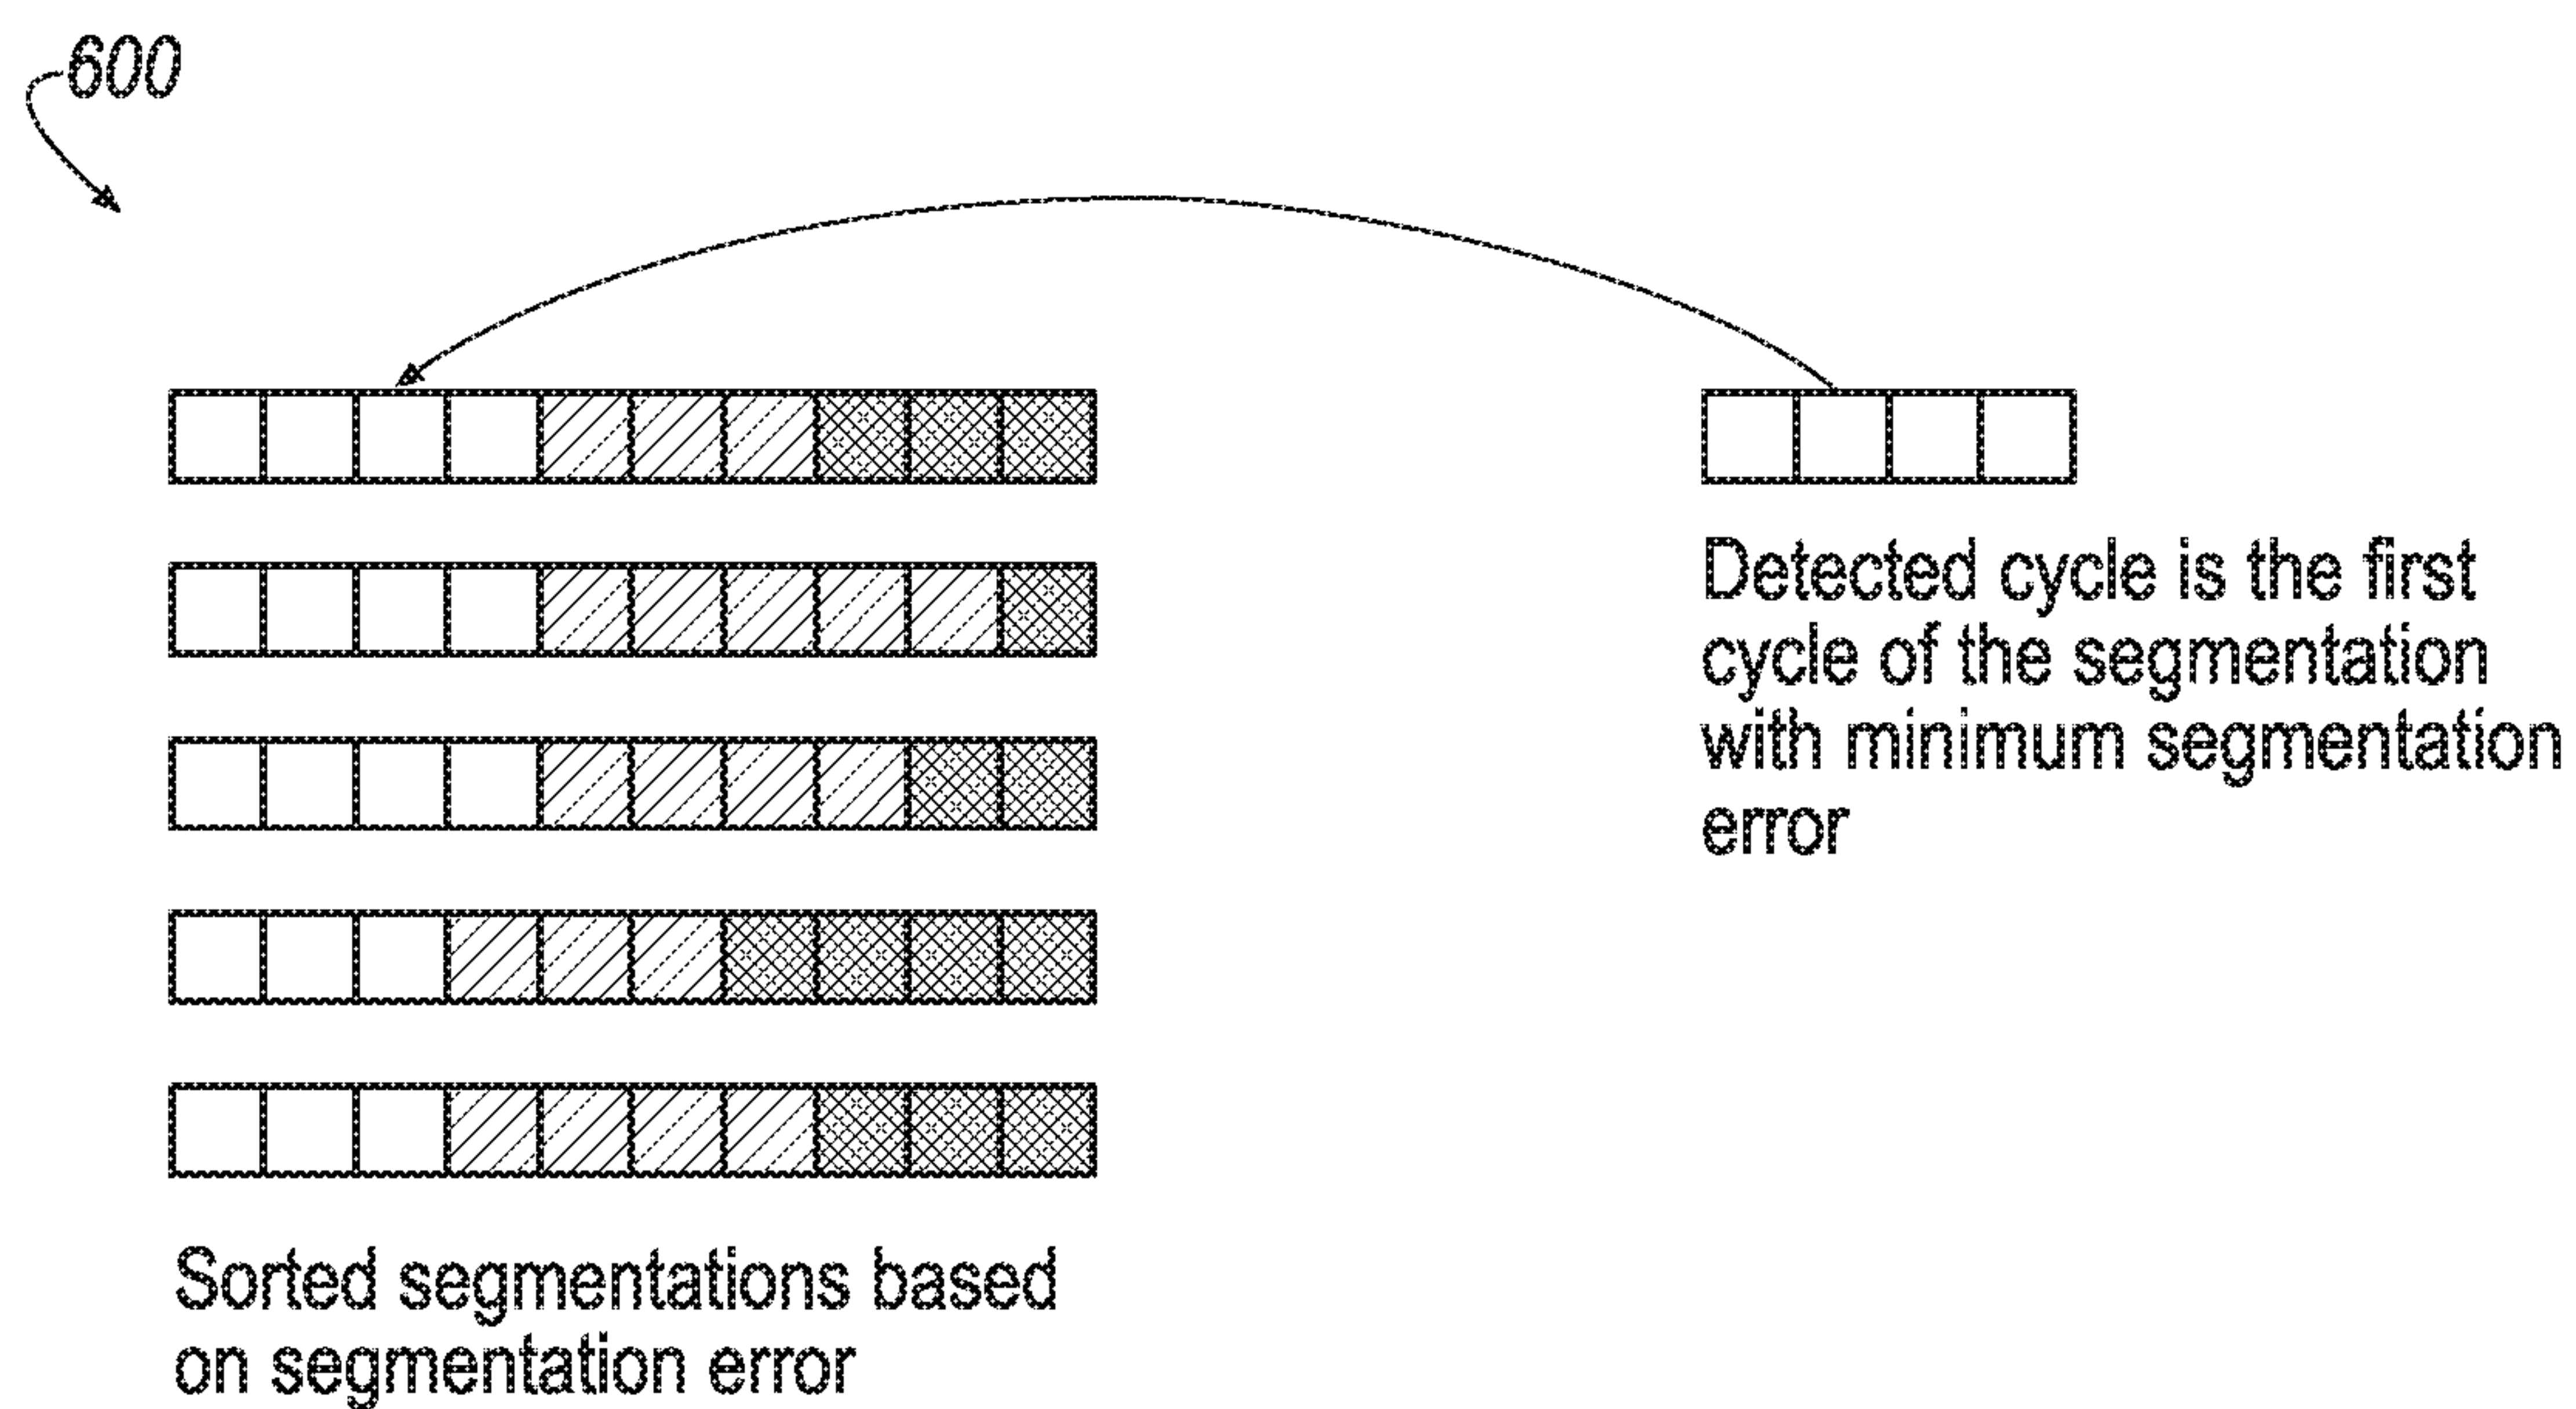 600
Detected cycle is the first
cycle of the segmentation
with minimum segmentation
error
Sorted segmentations based
on segmentation error